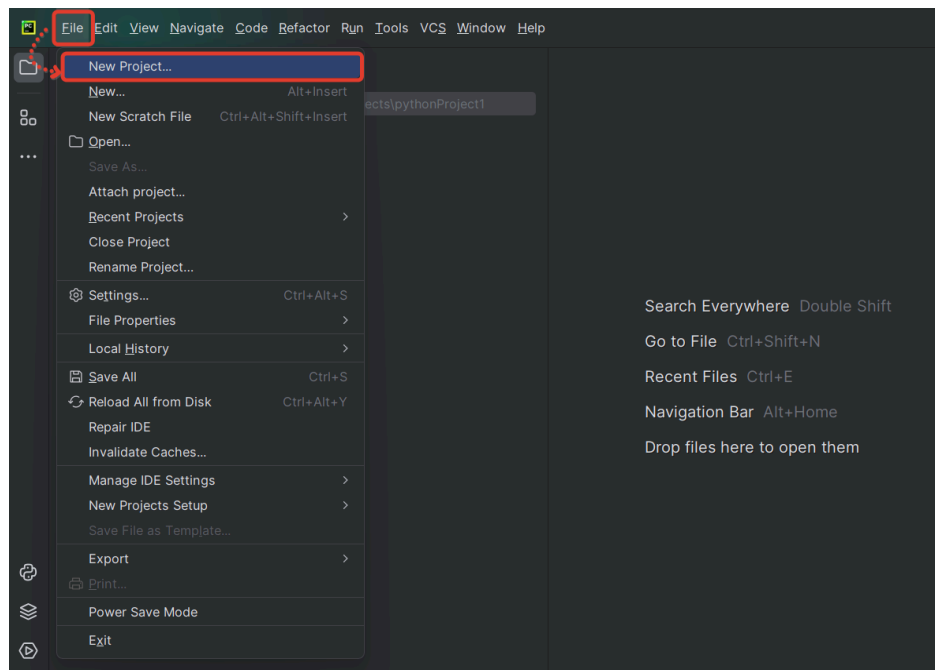 PC
File Edit View Navigate Code Refactor Run Tools VCS Window Help
New Project...
New... Alt+Insert
ects\pythonProject1
New Scratch File Ctrl+Alt+Shift+Insert
Open...
Save As...
Attach project...
Recent Projects
Close Project
Rename Project...
Settings... Ctrl+Alt+S
File Properties
Local History
Save All Ctrl+S
Reload All from Disk Ctrl+Alt+Y
Repair IDE
Invalidate Caches...
Manage IDE Settings
New Projects Setup
Save File as Template...
Export
Print...
Power Save Mode
Exit
Search Everywhere Double Shift
Go to File Ctrl+Shift+N
Recent Files Ctrl+E
Navigation Bar Alt+Home
Drop files here to open them